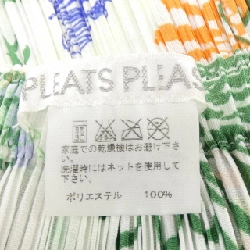 PLEATS PLEAS
家庭での乾燥機はお避け下さい。
洗濯時にはネットを使用して
下さい。
ポリエステル 100%